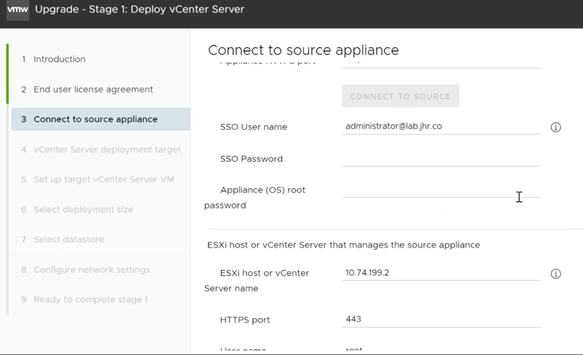 vmw Upgrade - Stage 1: Deploy vCenter Server
1 Introduction
2 End user license agreement
3 Connect to source appliance
4 vCenter Server deployment target
5 Set up target vCenter Server VM
6 Select deployment size
7 Select datastore
8 Configure network settings
9 Ready to complete stage 1
Connect to source appliance
Appliance HTTPS port
CONNECT TO SOURCE
SSO User name administrator@lab.jhr.co
SSO Password
Appliance (OS) root
password
ESXi host or vCenter Server that manages the source appliance
ESXi host or vCenter 10.74.199.2
Server name
HTTPS port 443
User name root